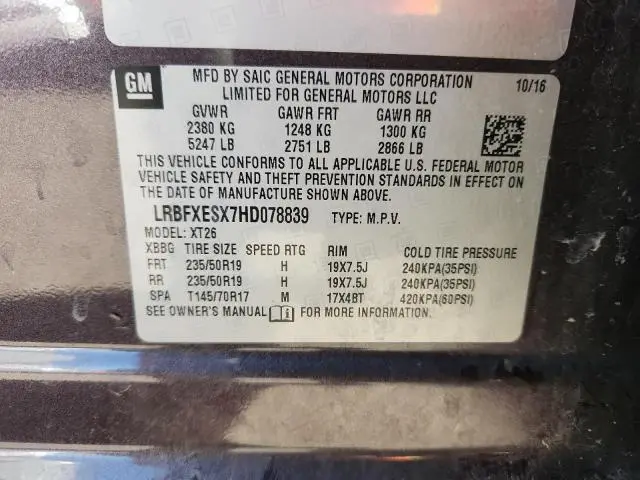 GM
MFD BY SAIC GENERAL MOTORS CORPORATION 10/16
LIMITED FOR GENERAL MOTORS LLC
GVWR GAWR FRT GAWR RR
2380 KG 1248 KG 1300 KG
5247 LB 2751 LB 2866 LB
THIS VEHICLE CONFORMS TO ALL APPLICABLE U.S. FEDERAL MOTOR
VEHICLE SAFETY AND THEFT PREVENTION STANDARDS IN EFFECT ON
THE DATE OF MANUFACTURE SHOWN ABOVE.
LRBFXESX7HD078839 TYPE: M.P.V.
MODEL: XT26
XBBG TIRE SIZE SPEED RTG RIM COLD TIRE PRESSURE
FRT 235/50R19 H 19X7.5J 240KPA(35PSI)
RR 235/50R19 H 19X7.5J 240KPA(35PSI)
SPA T145/70R17 M 17X4BT 420KPA(60PSI)
SEE OWNER'S MANUAL i FOR MORE INFORMATION.